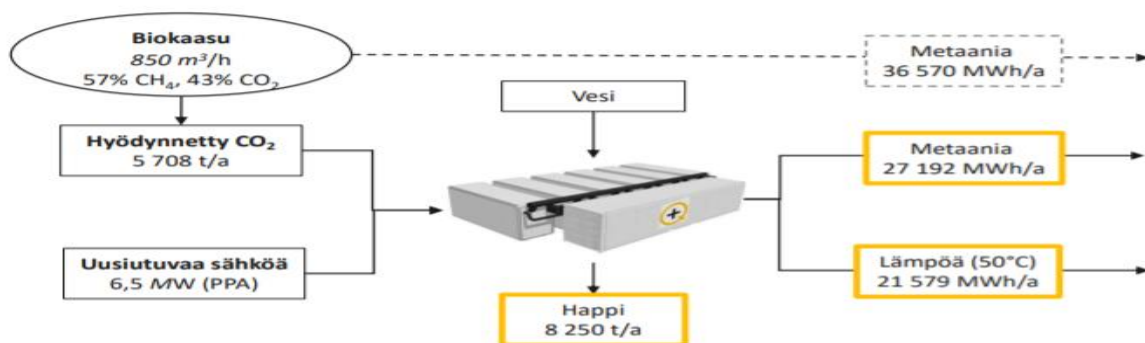 Biokaasu
850 m³/h
57% CH₄, 43% CO₂
Metaania
36 570 MWh/a
Vesi
Hyödynnetty CO₂
5 708 t/a
Metaania
27 192 MWh/a
Uusiutuvaa sähköä
6,5 MW (PPA)
Lämpöä (50°C)
21 579 MWh/a
Happi
8 250 t/a